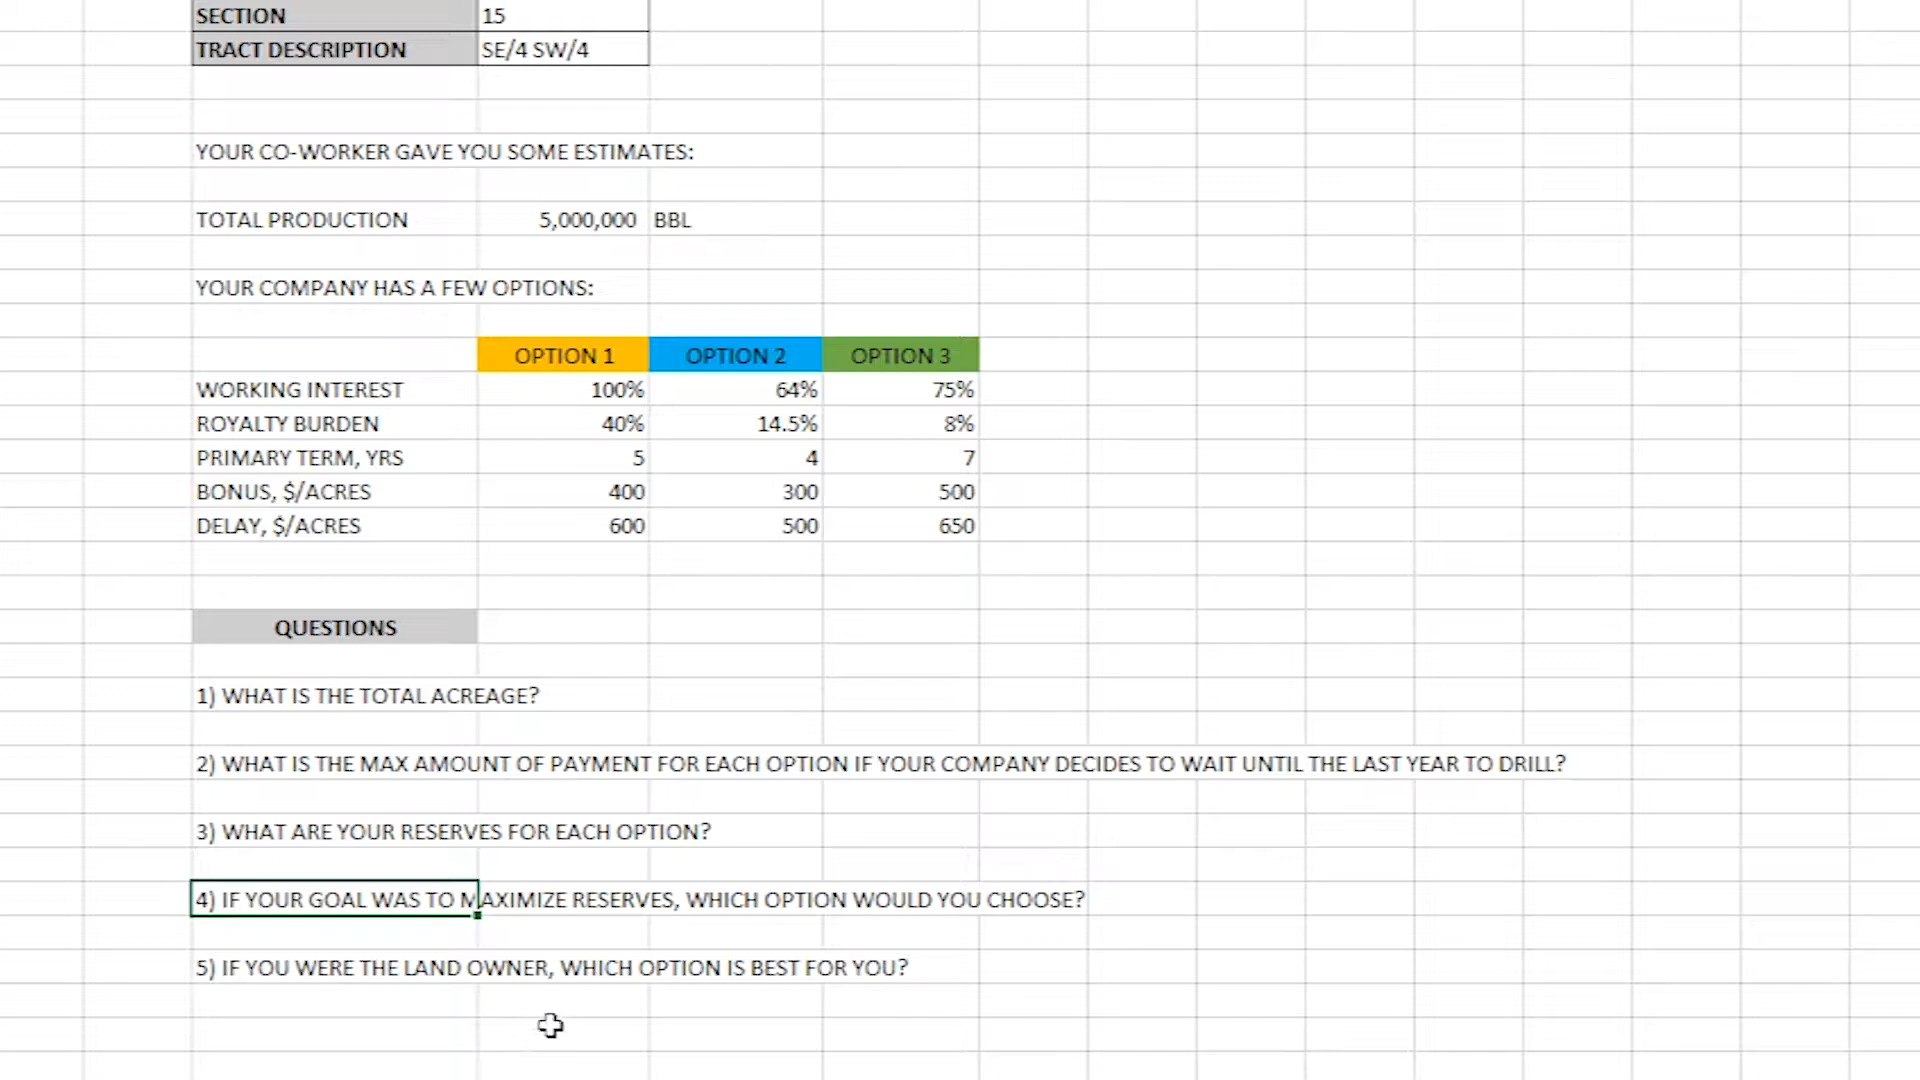 SECTION 15
TRACT DESCRIPTION SE/4 SW/4
YOUR CO-WORKER GAVE YOU SOME ESTIMATES:
TOTAL PRODUCTION 5,000,000 BBL
YOUR COMPANY HAS A FEW OPTIONS:
OPTION 1 OPTION 2 OPTION 3
WORKING INTEREST 100% 64% 75%
ROYALTY BURDEN 40% 14.5% 8%
PRIMARY TERM, YRS 5 4 7
BONUS, $/ACRES 400 300 500
DELAY, $/ACRES 600 500 650
QUESTIONS
1) WHAT IS THE TOTAL ACREAGE?
2) WHAT IS THE MAX AMOUNT OF PAYMENT FOR EACH OPTION IF YOUR COMPANY DECIDES TO WAIT UNTIL THE LAST YEAR TO DRILL?
3) WHAT ARE YOUR RESERVES FOR EACH OPTION?
4) IF YOUR GOAL WAS TO MAXIMIZE RESERVES, WHICH OPTION WOULD YOU CHOOSE?
5) IF YOU WERE THE LAND OWNER, WHICH OPTION IS BEST FOR YOU?